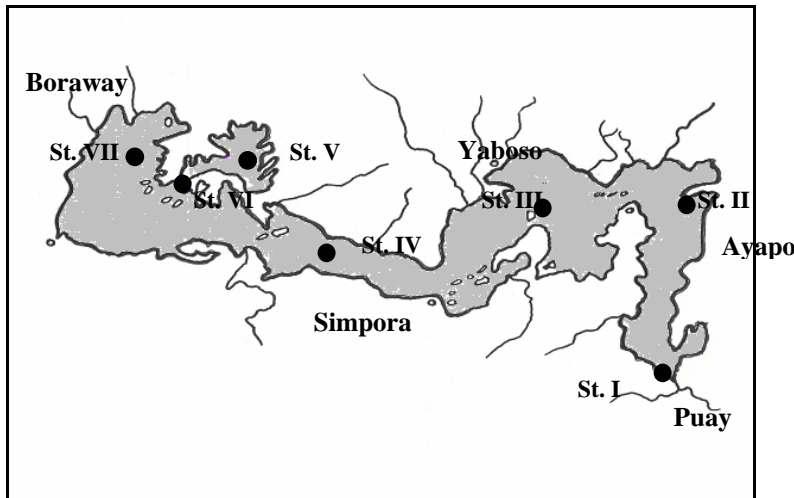 Boraway
St. VII
St. V
Yaboso
St. VI
St. III
St. II
St. IV
Ayapo
Simpora
St. I
Puay